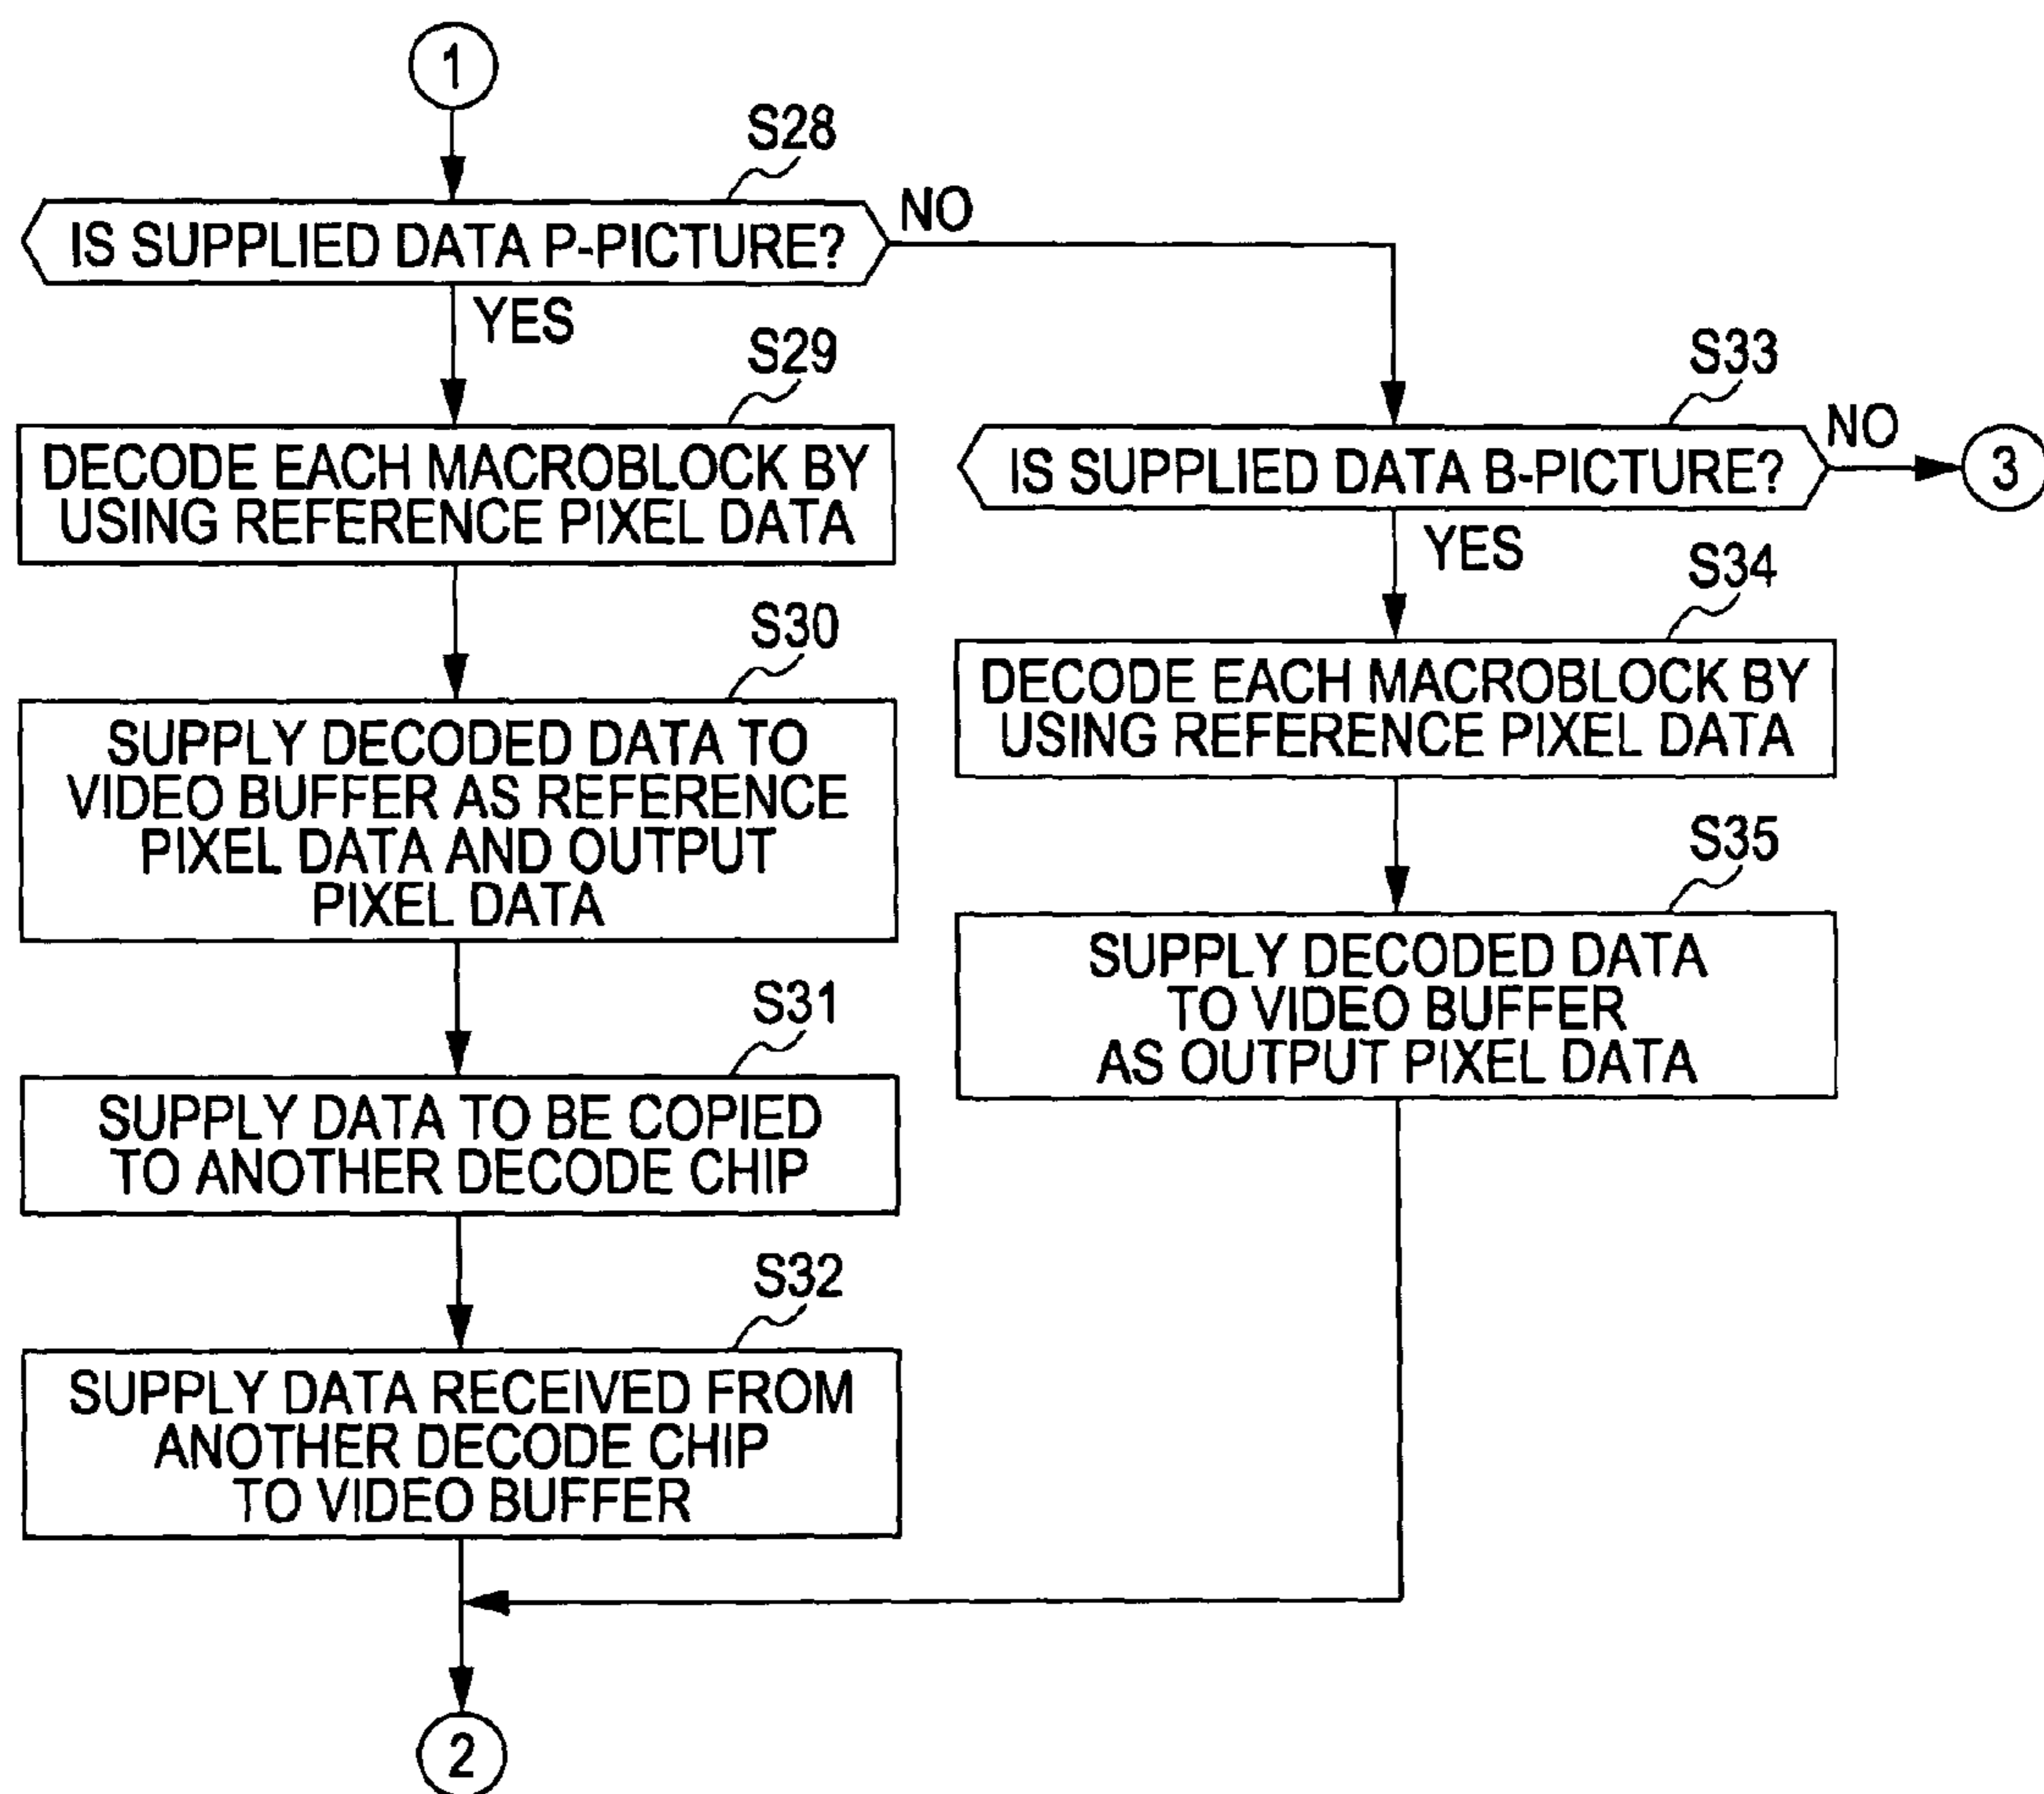 1
S28
IS SUPPLIED DATA P-PICTURE?
NO
YES
S29
DECODE EACH MACROBLOCK BY
USING REFERENCE PIXEL DATA
S30
SUPPLY DECODED DATA TO
VIDEO BUFFER AS REFERENCE
PIXEL DATA AND OUTPUT
PIXEL DATA
S31
SUPPLY DATA TO BE COPIED
TO ANOTHER DECODE CHIP
S32
SUPPLY DATA RECEIVED FROM
ANOTHER DECODE CHIP
TO VIDEO BUFFER
2
S33
IS SUPPLIED DATA B-PICTURE?
NO
3
YES
S34
DECODE EACH MACROBLOCK BY
USING REFERENCE PIXEL DATA
S35
SUPPLY DECODED DATA
TO VIDEO BUFFER
AS OUTPUT PIXEL DATA